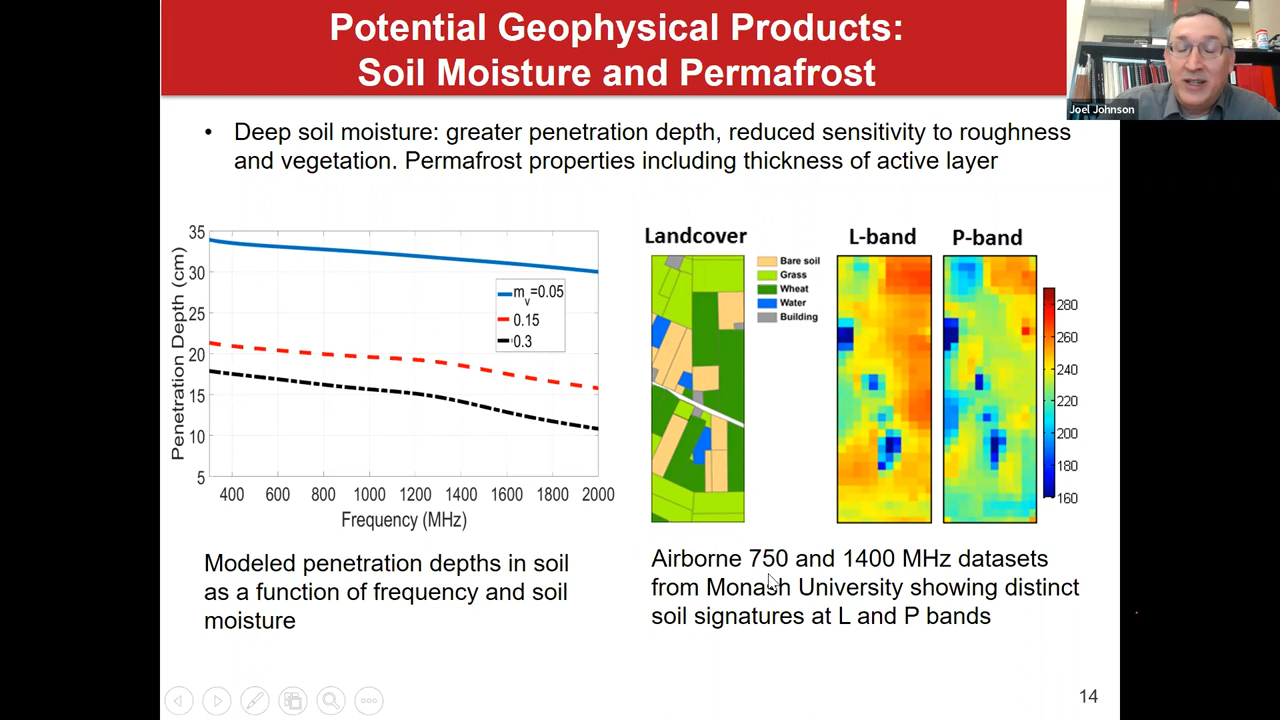 Potential Geophysical Products:
Soil Moisture and Permafrost
Joel Johnson
• Deep soil moisture: greater penetration depth, reduced sensitivity to roughness
and vegetation. Permafrost properties including thickness of active layer
Penetration Depth (cm)
35
30
25
20
15
10
5
mv=0.05
0.15
0.3
400 600 800 1000 1200 1400 1600 1800 2000
Frequency (MHz)
Modeled penetration depths in soil
as a function of frequency and soil
moisture
Landcover
Bare soil
Grass
Wheat
Water
Building
L-band
P-band
280
260
240
220
200
180
160
Airborne 750 and 1400 MHz datasets
from Monash University showing distinct
soil signatures at L and P bands
14